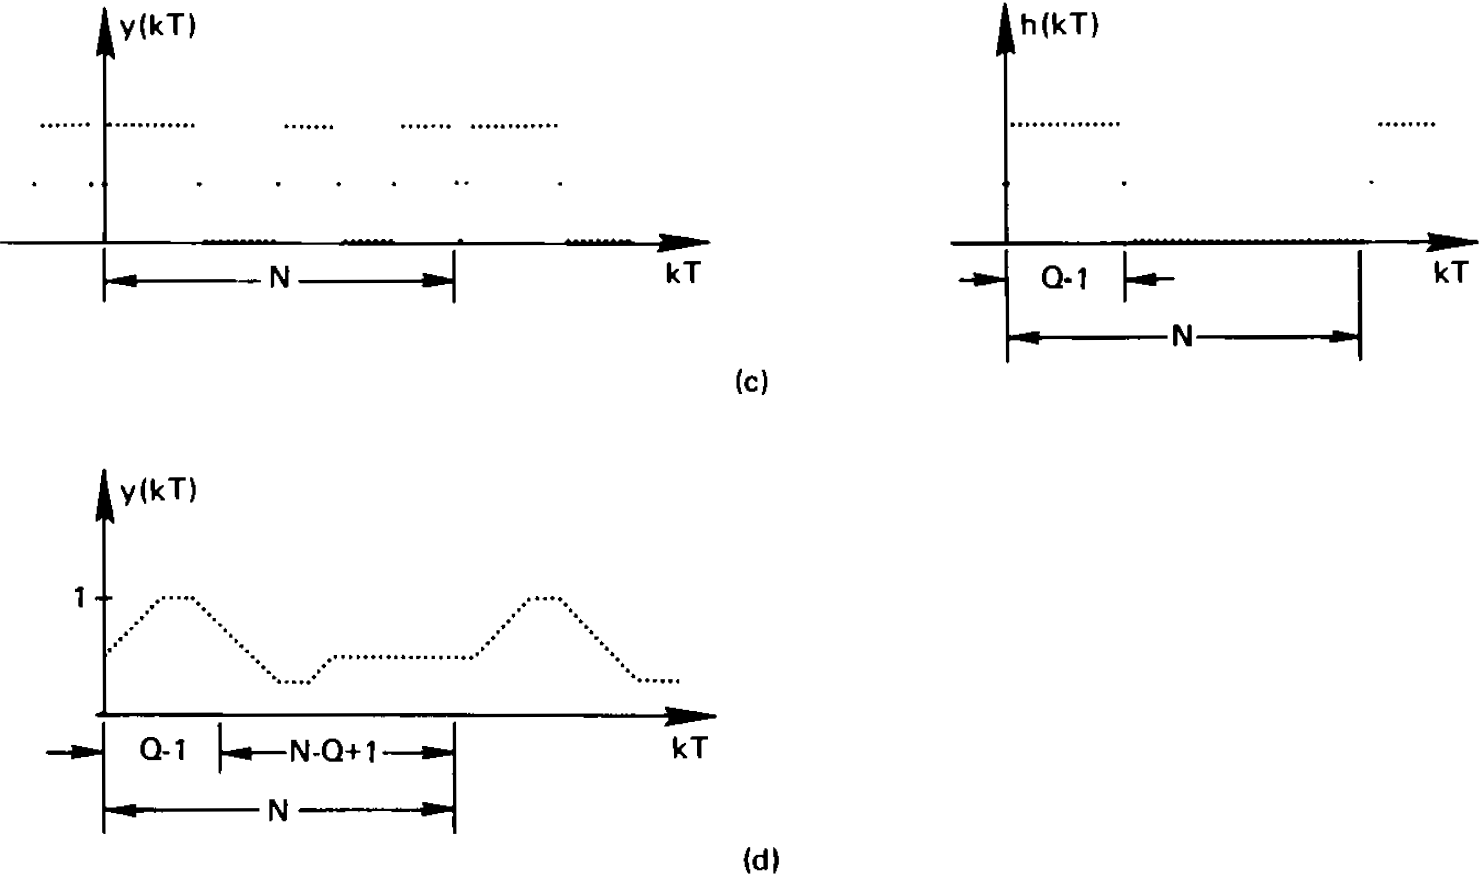 y(kT)
h(kT)
N
kT
Q-1
kT
N
(c)
y(kT)
1
Q-1
N-Q+1
kT
N
(d)